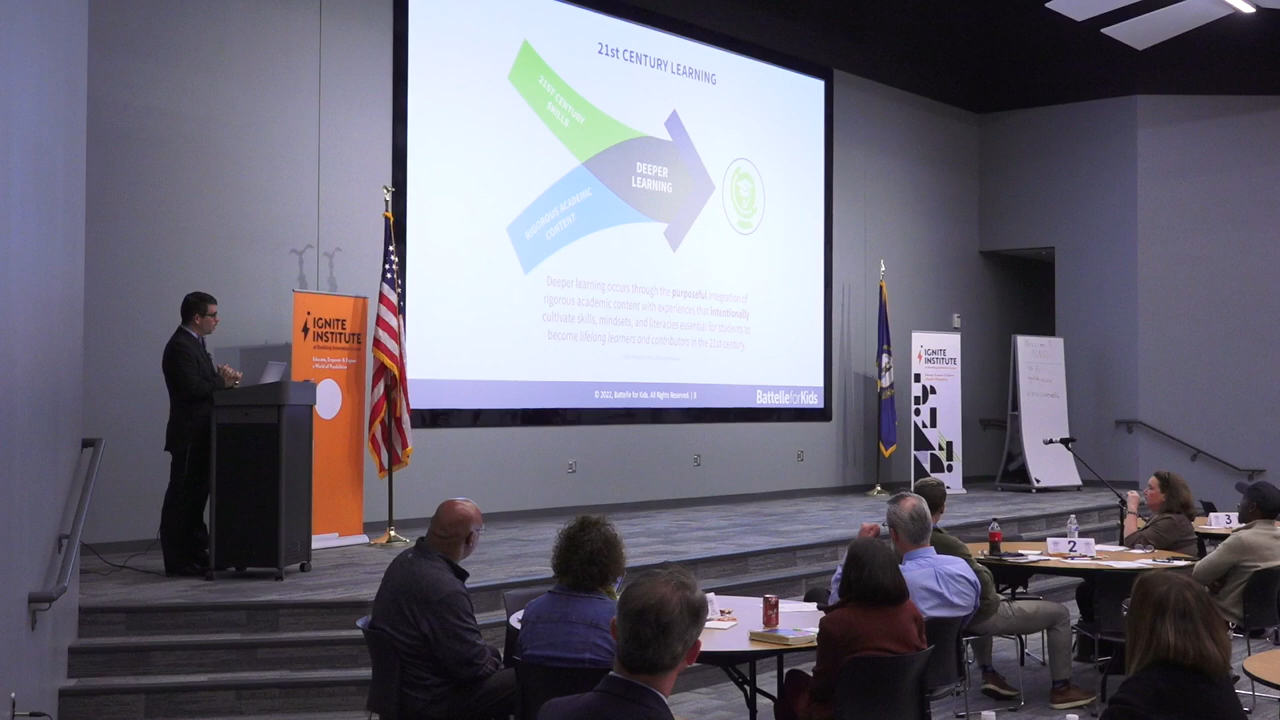 21st CENTURY LEARNING
21ST CENTURY
SKILLS
DEEPER
LEARNING
RIGOROUS ACADEMIC
CONTENT
Deeper learning occurs through the purposeful integration of
rigorous academic content with experiences that intentionally
cultivate skills, mindsets, and literacies essential for students to
become lifelong learners and contributors in the 21st century.
© 2022, Battelle for Kids. All Rights Reserved. | 8
BattelleforKids
IGNITE
INSTITUTE
Educate, Empower & Expand
a World of Possibilities
IGNITE
INSTITUTE
2
3